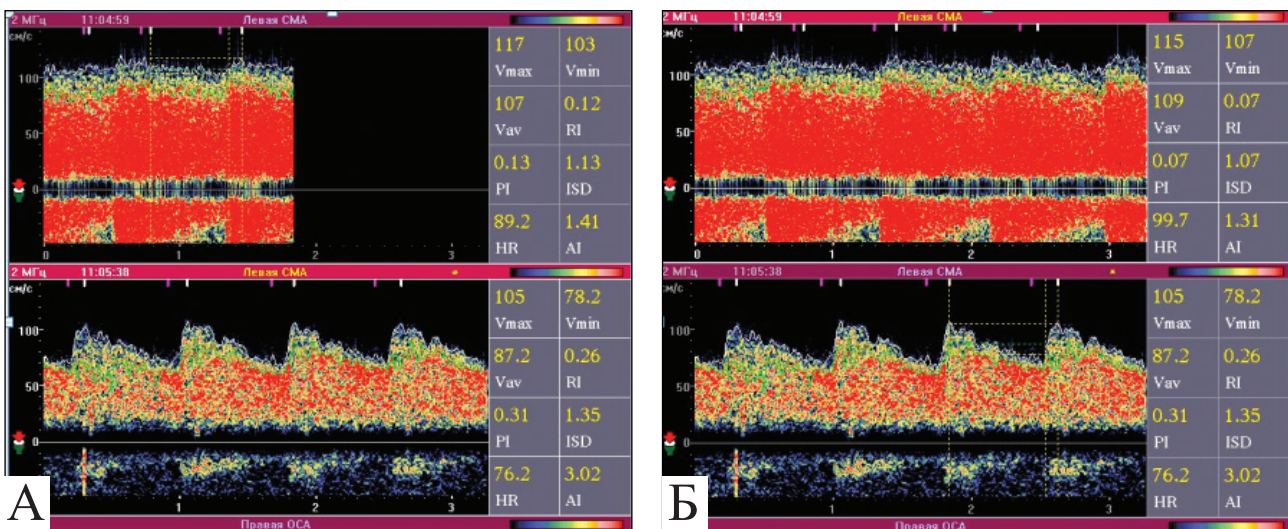 2 МГц 11:04:59 Левая СМА
см/с
100
50
0
1 2 3
117 103
Vmax Vmin
107 0.12
Vav RI
0.13 1.13
PI ISD
89.2 1.41
HR AI
2 МГц 11:05:38 Левая СМА *
см/с
100
50
0
1 2 3
105 78.2
Vmax Vmin
87.2 0.26
Vav RI
0.31 1.35
PI ISD
76.2 3.02
HR AI
Правая ОСА
А
2 МГц 11:04:59 Левая СМА
см/с
100
50
0
1 2 3
115 107
Vmax Vmin
109 0.07
Vav RI
0.07 1.07
PI ISD
99.7 1.31
HR AI
2 МГц 11:05:38 Левая СМА *
см/с
100
50
0
1 2 3
105 78.2
Vmax Vmin
87.2 0.26
Vav RI
0.31 1.35
PI ISD
76.2 3.02
HR AI
Правая ОСА
Б